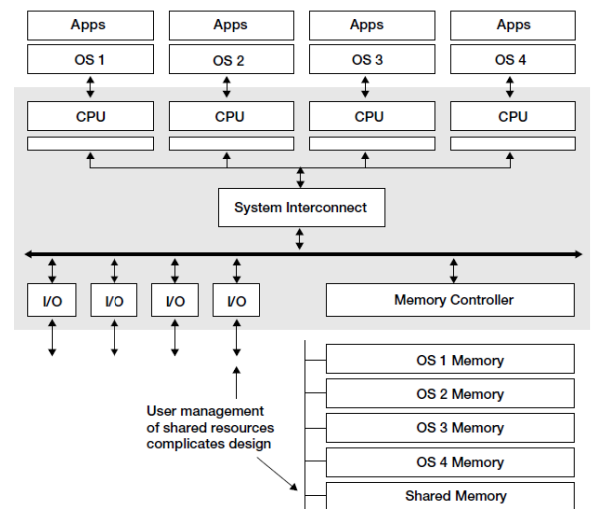 Apps
Apps
Apps
Apps
OS 1
OS 2
OS 3
OS 4
CPU
CPU
CPU
CPU
System Interconnect
I/O
I/O
I/O
I/O
Memory Controller
OS 1 Memory
OS 2 Memory
OS 3 Memory
OS 4 Memory
Shared Memory
User management
of shared resources
complicates design